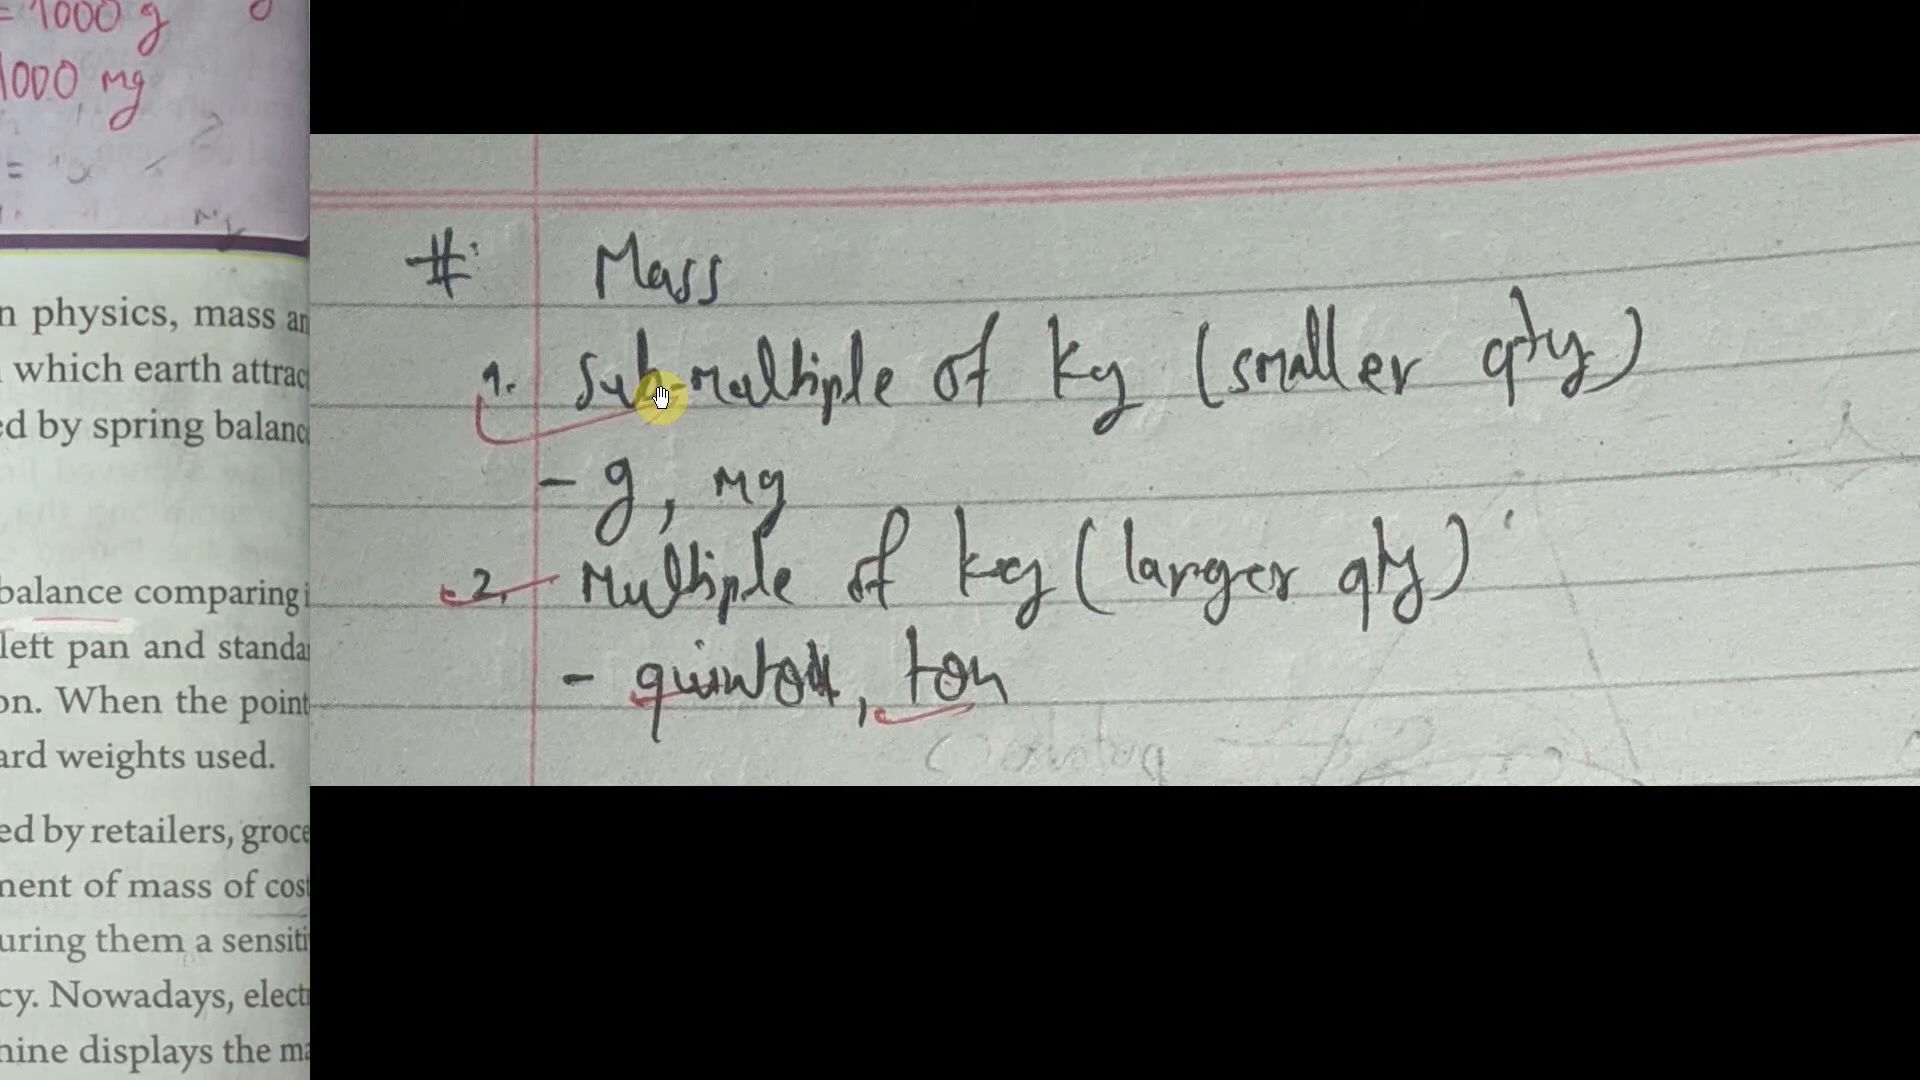 = 1000 g
1000 mg
=
n physics, mass an
which earth attrac
ed by spring balanc
balance comparing i
left pan and standa
on. When the point
ard weights used.
ed by retailers, groce
ment of mass of cos
uring them a sensiti
cy. Nowadays, elect
hine displays the ma
# Mass
1. Sub-multiple of kg (smaller qty)
- g, mg
2. Multiple of kg (larger qty)
- quintal, ton